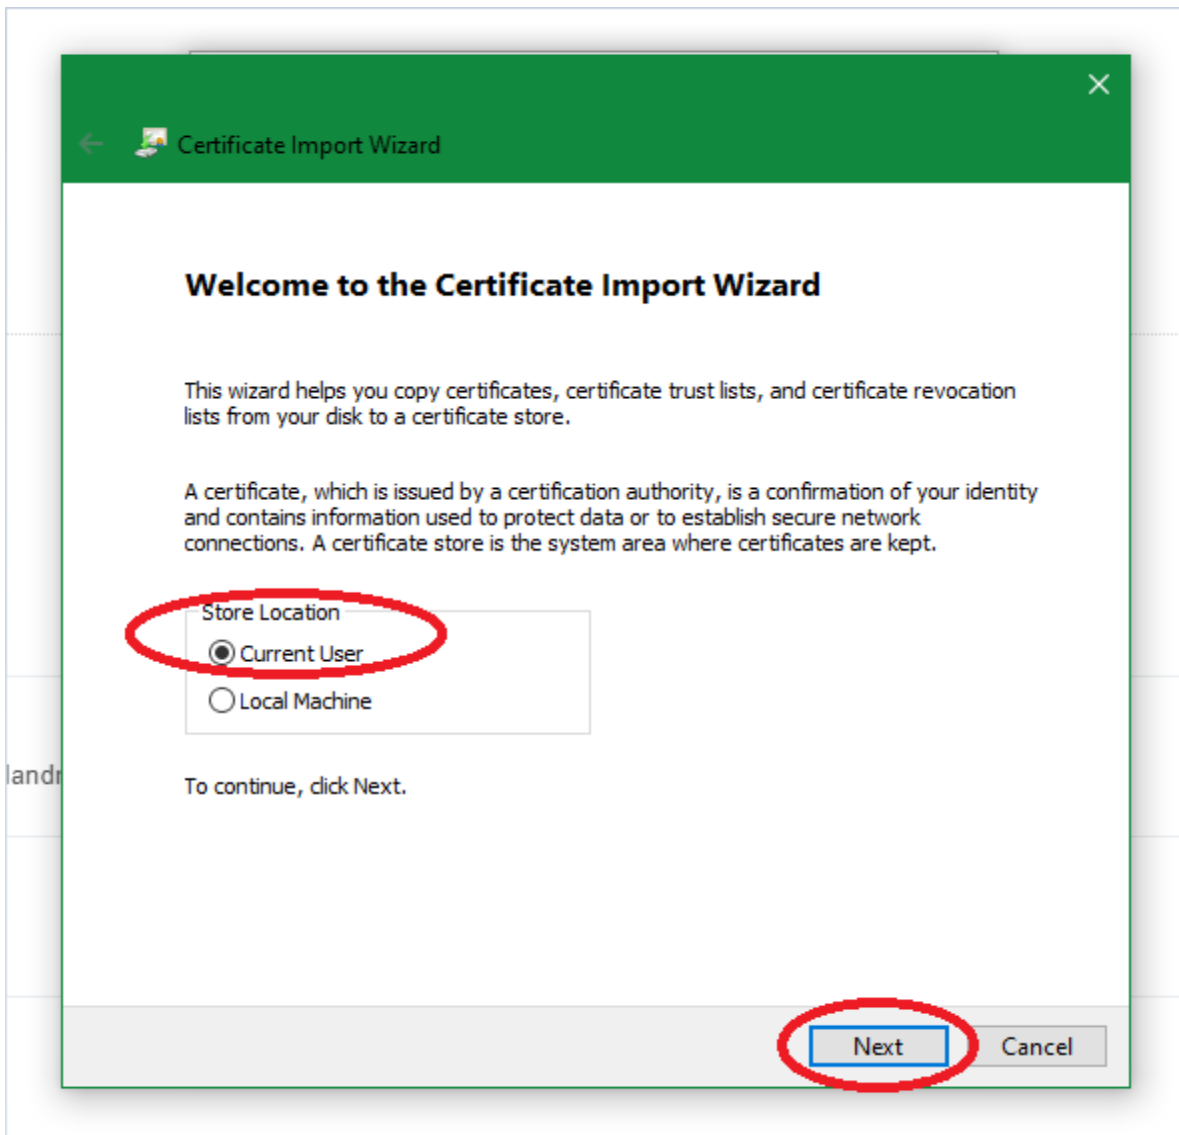 Certificate Import Wizard
Welcome to the Certificate Import Wizard
This wizard helps you copy certificates, certificate trust lists, and certificate revocation
lists from your disk to a certificate store.
A certificate, which is issued by a certification authority, is a confirmation of your identity
and contains information used to protect data or to establish secure network
connections. A certificate store is the system area where certificates are kept.
Store Location
Current User
Local Machine
To continue, click Next.
Next Cancel